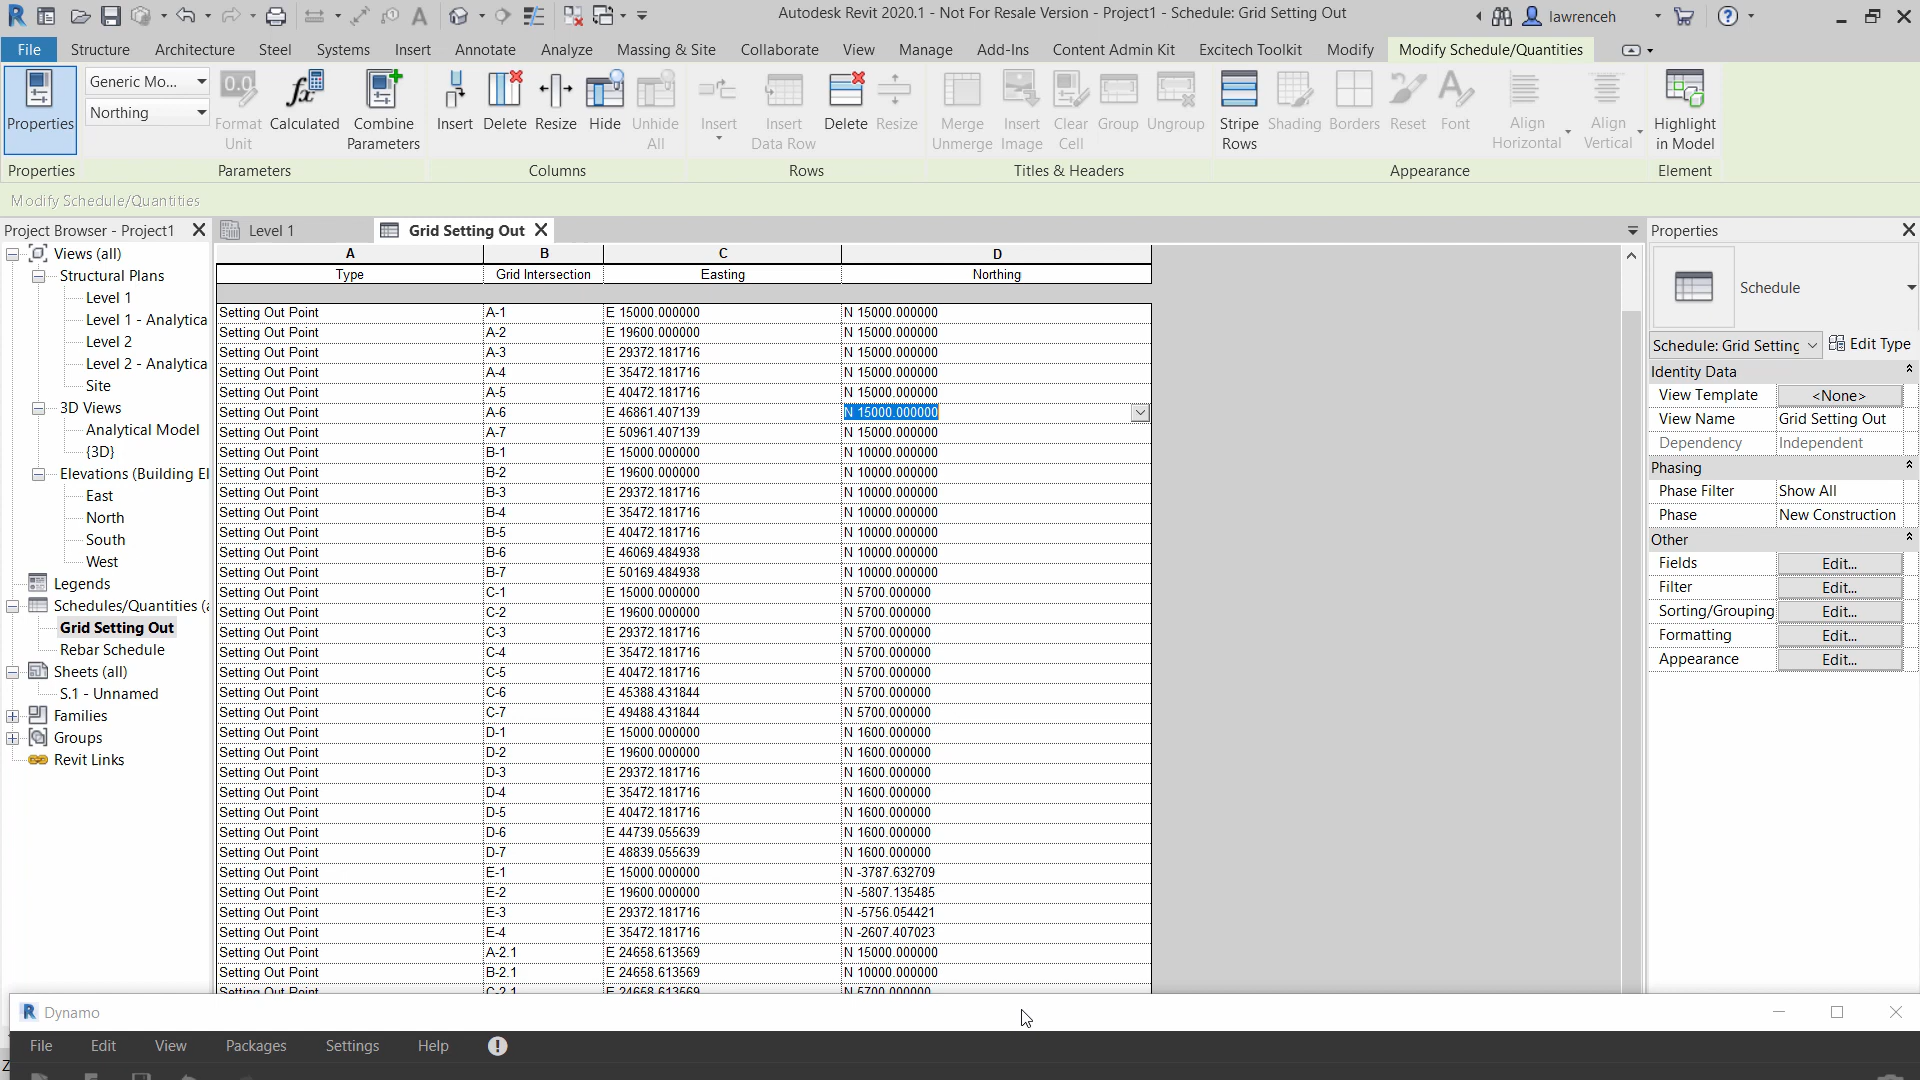 Autodesk Revit 2020.1 - Not For Resale Version - Project1 - Schedule: Grid Setting Out
lawrenceh
File Structure Architecture Steel Systems Insert Annotate Analyze Massing & Site Collaborate View Manage Add-Ins Content Admin Kit Excitech Toolkit Modify Modify Schedule/Quantities
Generic Mo...
Northing
Properties Format Unit Calculated Combine Parameters Insert Delete Resize Hide Unhide All Insert Insert Data Row Delete Resize Merge Unmerge Insert Image Clear Cell Group Ungroup Stripe Rows Shading Borders Reset Font Align Horizontal Align Vertical Highlight in Model
Properties Parameters Columns Rows Titles & Headers Appearance Element
Modify Schedule/Quantities
Project Browser - Project1
Views (all)
Structural Plans
Level 1
Level 1 - Analytica
Level 2
Level 2 - Analytica
Site
3D Views
Analytical Model
{3D}
Elevations (Building El
East
North
South
West
Legends
Schedules/Quantities (a
Grid Setting Out
Rebar Schedule
Sheets (all)
S.1 - Unnamed
Families
Groups
Revit Links
Level 1 Grid Setting Out
A B C D
Type Grid Intersection Easting Northing
Setting Out Point A-1 E 15000.000000 N 15000.000000
Setting Out Point A-2 E 19600.000000 N 15000.000000
Setting Out Point A-3 E 29372.181716 N 15000.000000
Setting Out Point A-4 E 35472.181716 N 15000.000000
Setting Out Point A-5 E 40472.181716 N 15000.000000
Setting Out Point A-6 E 46861.407139 N 15000.000000
Setting Out Point A-7 E 50961.407139 N 15000.000000
Setting Out Point B-1 E 15000.000000 N 10000.000000
Setting Out Point B-2 E 19600.000000 N 10000.000000
Setting Out Point B-3 E 29372.181716 N 10000.000000
Setting Out Point B-4 E 35472.181716 N 10000.000000
Setting Out Point B-5 E 40472.181716 N 10000.000000
Setting Out Point B-6 E 46069.484938 N 10000.000000
Setting Out Point B-7 E 50169.484938 N 10000.000000
Setting Out Point C-1 E 15000.000000 N 5700.000000
Setting Out Point C-2 E 19600.000000 N 5700.000000
Setting Out Point C-3 E 29372.181716 N 5700.000000
Setting Out Point C-4 E 35472.181716 N 5700.000000
Setting Out Point C-5 E 40472.181716 N 5700.000000
Setting Out Point C-6 E 45388.431844 N 5700.000000
Setting Out Point C-7 E 49488.431844 N 5700.000000
Setting Out Point D-1 E 15000.000000 N 1600.000000
Setting Out Point D-2 E 19600.000000 N 1600.000000
Setting Out Point D-3 E 29372.181716 N 1600.000000
Setting Out Point D-4 E 35472.181716 N 1600.000000
Setting Out Point D-5 E 40472.181716 N 1600.000000
Setting Out Point D-6 E 44739.055639 N 1600.000000
Setting Out Point D-7 E 48839.055639 N 1600.000000
Setting Out Point E-1 E 15000.000000 N -3787.632709
Setting Out Point E-2 E 19600.000000 N -5807.135485
Setting Out Point E-3 E 29372.181716 N -5756.054421
Setting Out Point E-4 E 35472.181716 N -2607.407023
Setting Out Point A-2.1 E 24658.613569 N 15000.000000
Setting Out Point B-2.1 E 24658.613569 N 10000.000000
Setting Out Point C-2.1 E 24658.613569 N 5700.000000
Properties
Schedule
Schedule: Grid Setting Edit Type
Identity Data
View Template <None>
View Name Grid Setting Out
Dependency Independent
Phasing
Phase Filter Show All
Phase New Construction
Other
Fields Edit...
Filter Edit...
Sorting/Grouping Edit...
Formatting Edit...
Appearance Edit...
Dynamo
File Edit View Packages Settings Help